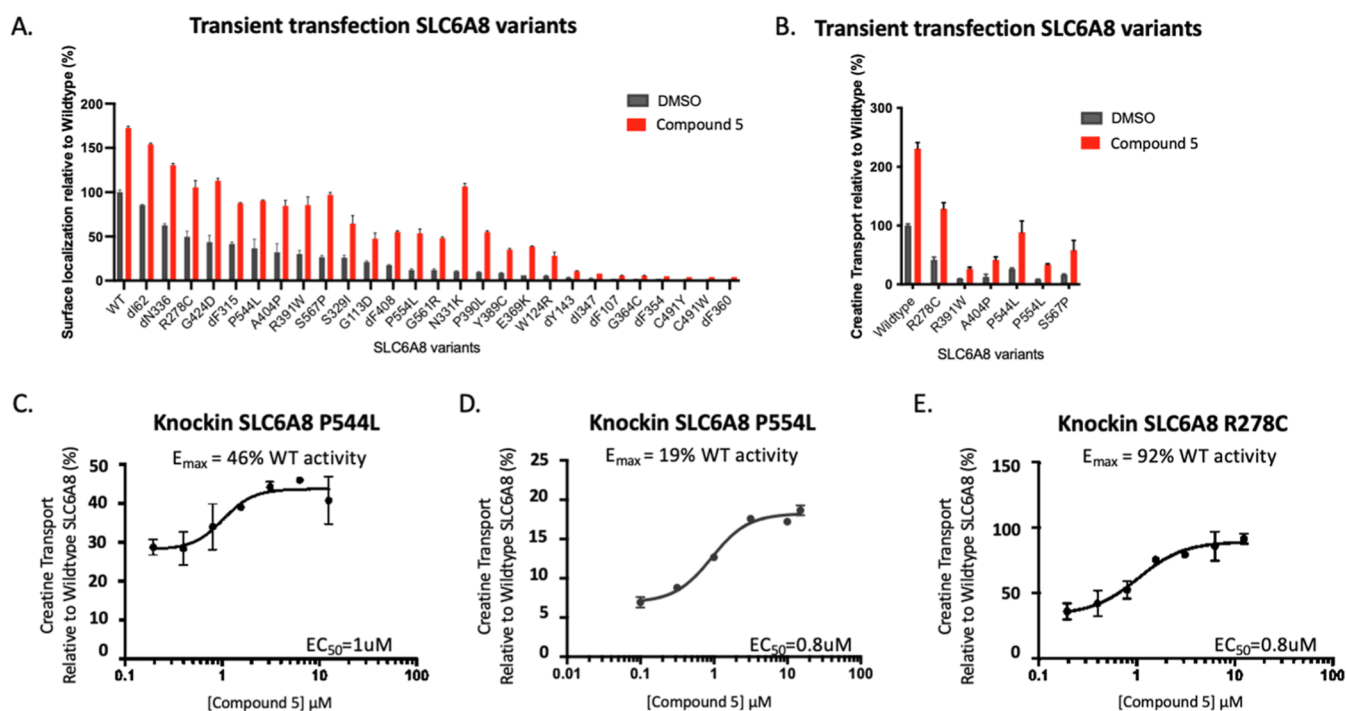 A.
Transient transfection SLC6A8 variants
Surface localization relative to Wildtype (%)
200
150
100
50
0
DMSO
Compound 5
WT
dI62
dN336
R278C
G424D
dF315
P544L
A404P
R391W
S567P
S329I
G113D
dF408
P554L
G561R
N331K
P390L
Y389C
E369K
W124R
dY143
dI347
dF107
G364C
dF354
C491Y
C491W
dF360
SLC6A8 variants
B.
Transient transfection SLC6A8 variants
Creatine Transport relative to Wildtype (%)
300
200
100
0
DMSO
Compound 5
Wildtype
R278C
R391W
A404P
P544L
P554L
S567P
SLC6A8 variants
C.
Knockin SLC6A8 P544L
Emax = 46% WT activity
Creatine Transport
Relative to Wildtype SLC6A8 (%)
50
40
30
20
10
0
EC50=1uM
0.1
1
10
100
[Compound 5] µM
D.
Knockin SLC6A8 P554L
Emax = 19% WT activity
Creatine Transport
Relative to Wildtype SLC6A8 (%)
25
20
15
10
5
0
EC50=0.8uM
0.01
0.1
1
10
100
[Compound 5] µM
E.
Knockin SLC6A8 R278C
Emax = 92% WT activity
Creatine Transport
Relative to Wildtype SLC6A8 (%)
150
100
50
0
EC50=0.8uM
0.1
1
10
100
[Compound 5] µM